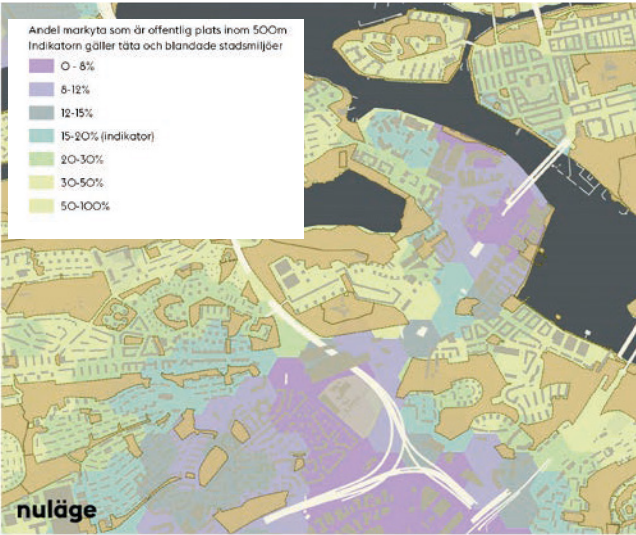 Andel markyta som är offentlig plats inom 500m
Indikatorn gäller täta och blandade stadsmiljöer
0 - 8%
8-12%
12-15%
15-20% (indikator)
20-30%
30-50%
50-100%
nuläge